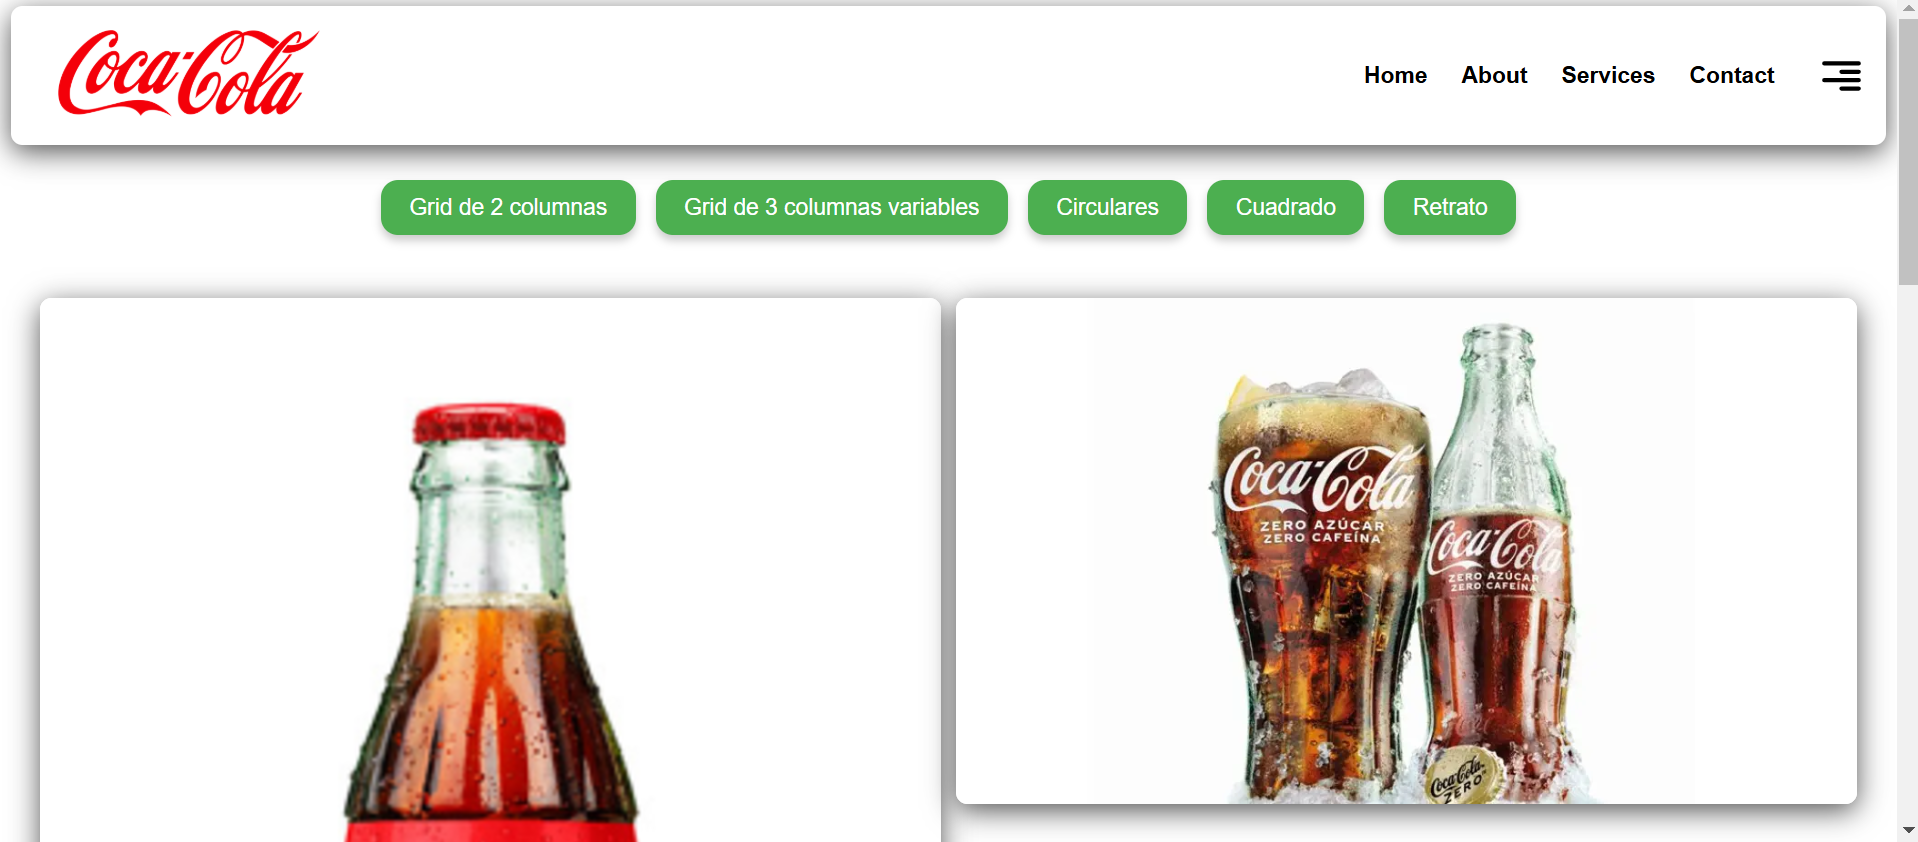 Coca-Cola
Home About Services Contact
Grid de 2 columnas Grid de 3 columnas variables Circulares Cuadrado Retrato
Coca-Cola
ZERO AZÚCAR
ZERO CAFEÍNA
Coca-Cola
ZERO AZÚCAR
ZERO CAFEÍNA
Coca-Cola
ZERO